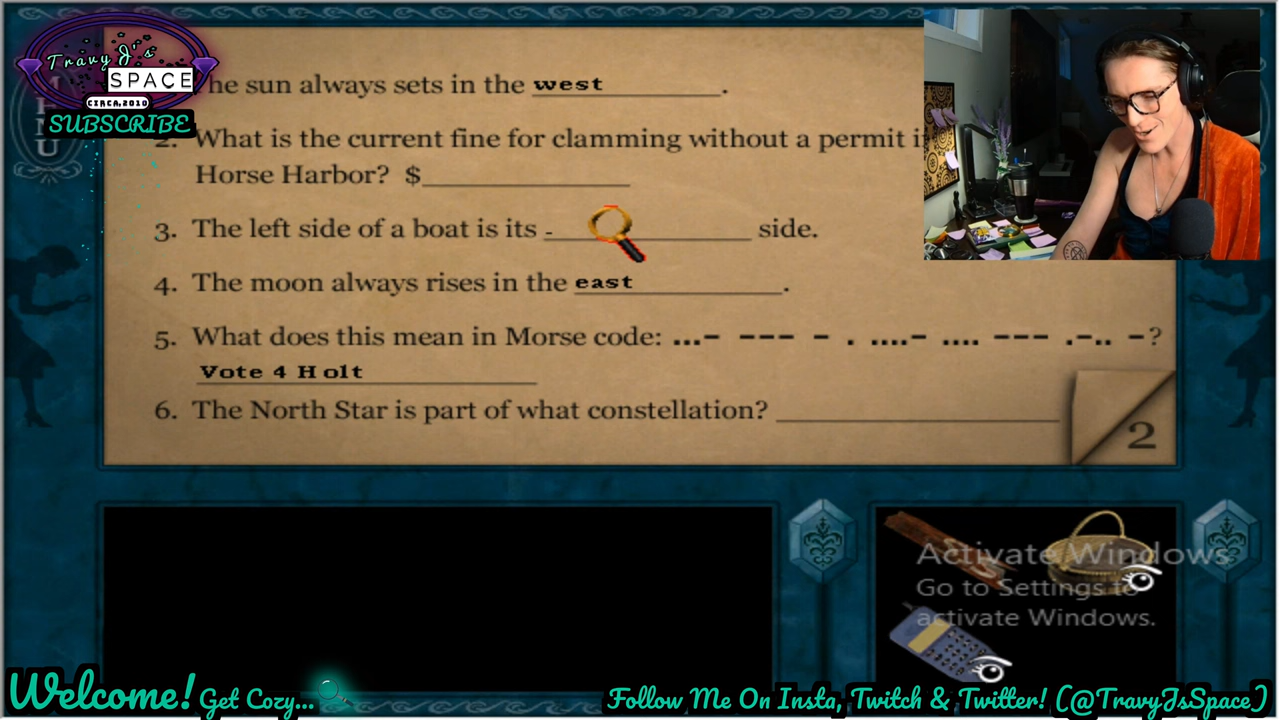 Travy J's
SPACE
CIRCA.2010
SUBSCRIBE
MENU
he sun always sets in the west.
2. What is the current fine for clamming without a permit i
Horse Harbor? $
3. The left side of a boat is its - side.
4. The moon always rises in the east.
5. What does this mean in Morse code: ...– --- – . ....– .... --- .–.. –?
Vote 4 Holt
6. The North Star is part of what constellation?
2
Activate Windows
Go to Settings to
activate Windows.
Welcome! Get Cozy...
Follow Me On Insta, Twitch & Twitter! (@TravyJsSpace)